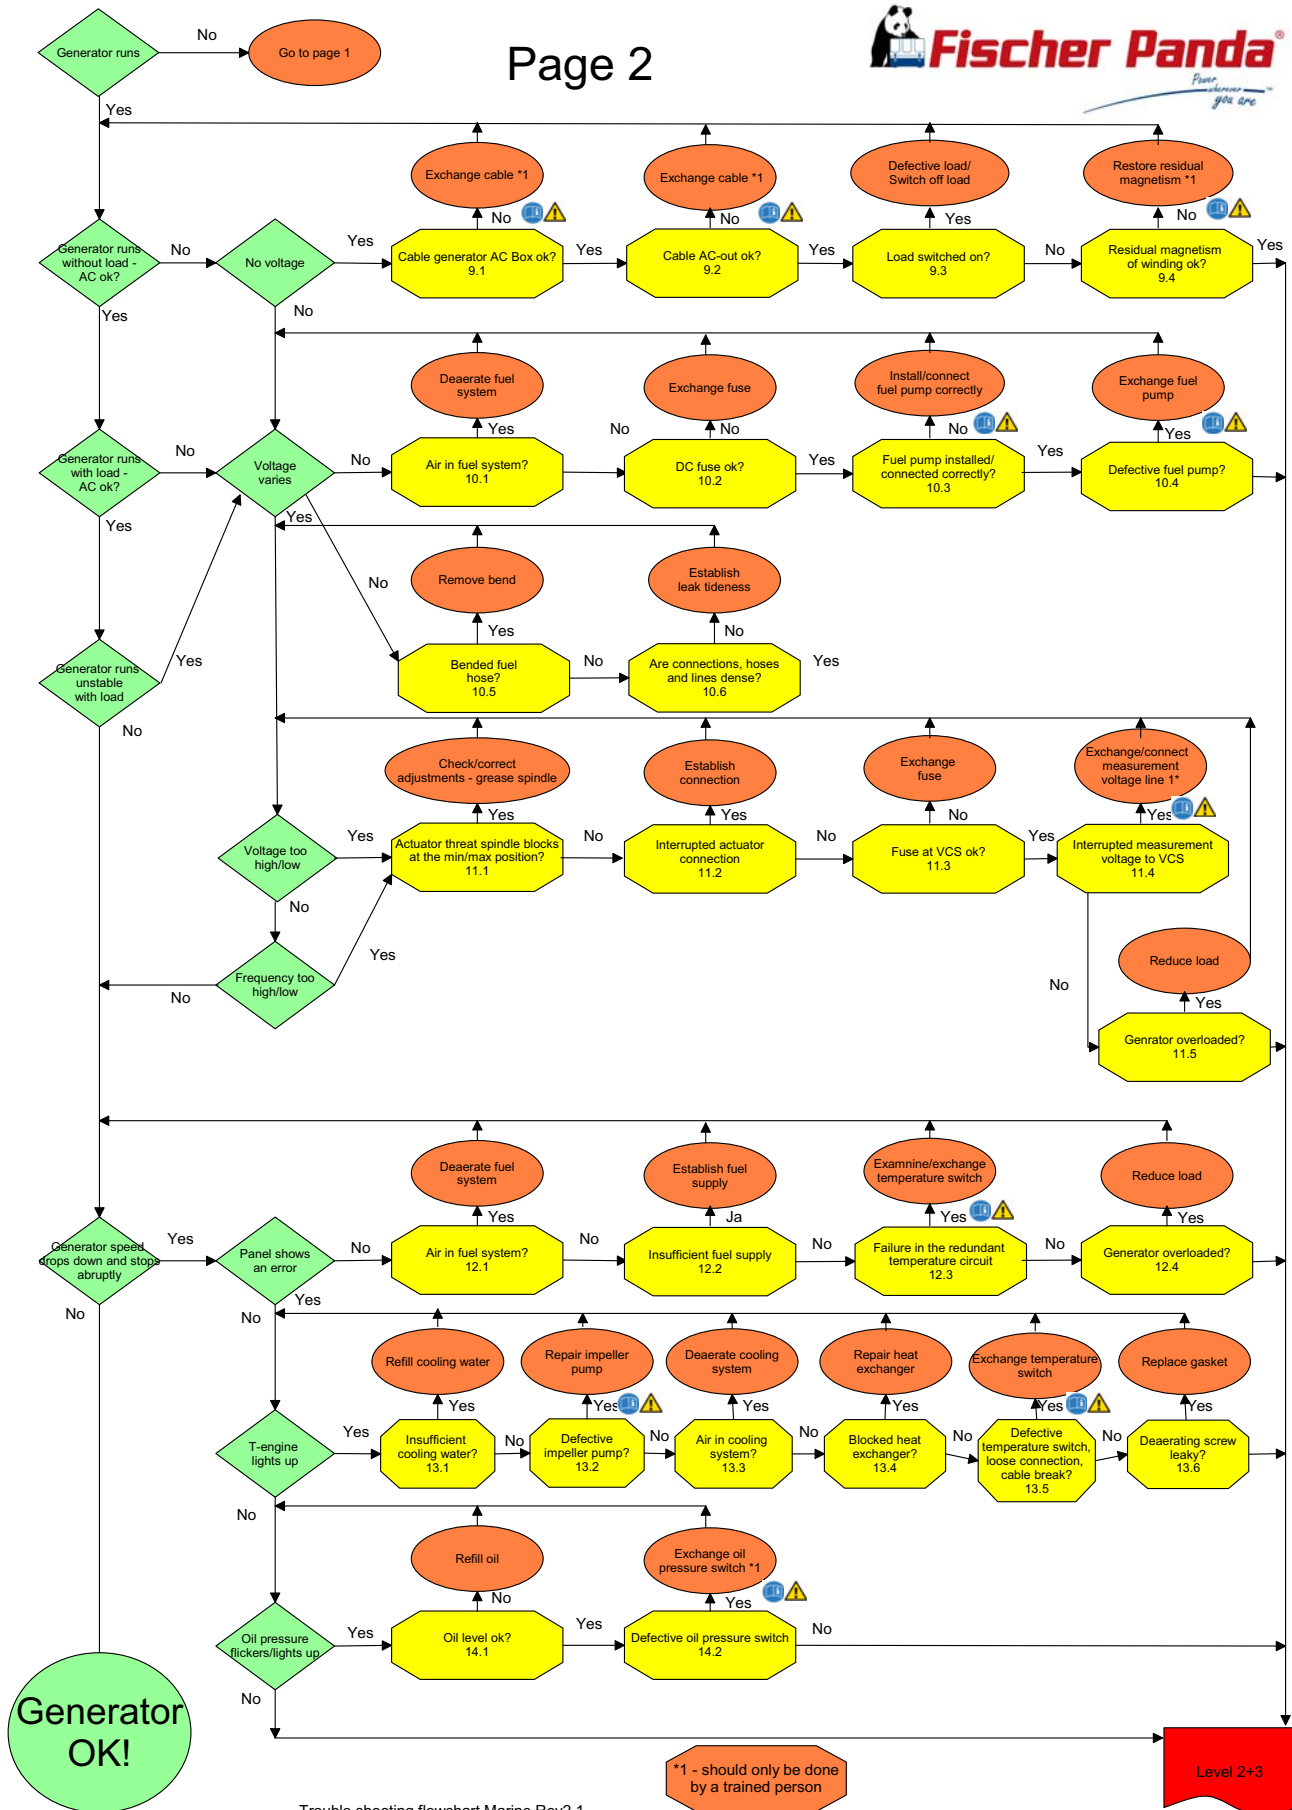 Generator runs
No
Go to page 1
Page 2
Fischer Panda®
Power
wherever
you are
Yes
Exchange cable *1
Exchange cable *1
Defective load/
Switch off load
Restore residual
magnetism *1
No
No
Yes
No
Generator runs
without load -
AC ok?
No
No voltage
Yes
Cable generator AC Box ok?
9.1
Yes
Cable AC-out ok?
9.2
Yes
Load switched on?
9.3
No
Residual magnetism
of winding ok?
9.4
Yes
Yes
No
Deaerate fuel
system
Exchange fuse
Install/connect
fuel pump correctly
Exchange fuel
pump
Yes
No
No
No
Yes
Generator runs
with load -
AC ok?
No
Voltage
varies
No
Air in fuel system?
10.1
DC fuse ok?
10.2
Yes
Fuel pump installed/
connected correctly?
10.3
Yes
Defective fuel pump?
10.4
Yes
Yes
No
Remove bend
Establish
leak tideness
Yes
No
Generator runs
unstable
with load
Yes
Bended fuel
hose?
10.5
No
Are connections, hoses
and lines dense?
10.6
Yes
No
Check/correct
adjustments - grease spindle
Establish
connection
Exchange
fuse
Exchange/connect
measurement
voltage line 1*
Yes
Yes
No
Yes
Voltage too
high/low
Yes
Actuator threat spindle blocks
at the min/max position?
11.1
No
Interrupted actuator
connection
11.2
No
Fuse at VCS ok?
11.3
Yes
Interrupted measurement
voltage to VCS
11.4
No
Yes
Frequency too
high/low
No
Reduce load
No
Yes
Genrator overloaded?
11.5
Deaerate fuel
system
Establish fuel
supply
Examnine/exchange
temperature switch
Reduce load
Yes
Ja
Yes
Yes
Generator speed
drops down and stops
abruptly
Yes
Panel shows
an error
No
Air in fuel system?
12.1
No
Insufficient fuel supply
12.2
No
Failure in the redundant
temperature circuit
12.3
No
Generator overloaded?
12.4
No
No
Yes
Refill cooling water
Repair impeller
pump
Deaerate cooling
system
Repair heat
exchanger
Exchange temperature
switch
Replace gasket
Yes
Yes
Yes
Yes
Yes
Yes
T-engine
lights up
Yes
Insufficient
cooling water?
13.1
No
Defective
impeller pump?
13.2
No
Air in cooling
system?
13.3
No
Blocked heat
exchanger?
13.4
No
Defective
temperature switch,
loose connection,
cable break?
13.5
No
Deaerating screw
leaky?
13.6
No
Refill oil
Exchange oil
pressure switch *1
No
Yes
Oil pressure
flickers/lights up
Yes
Oil level ok?
14.1
Yes
Defective oil pressure switch
14.2
No
No
Generator
OK!
*1 - should only be done
by a trained person
Level 2+3
Trouble shooting flowchart Marine Rev2.1